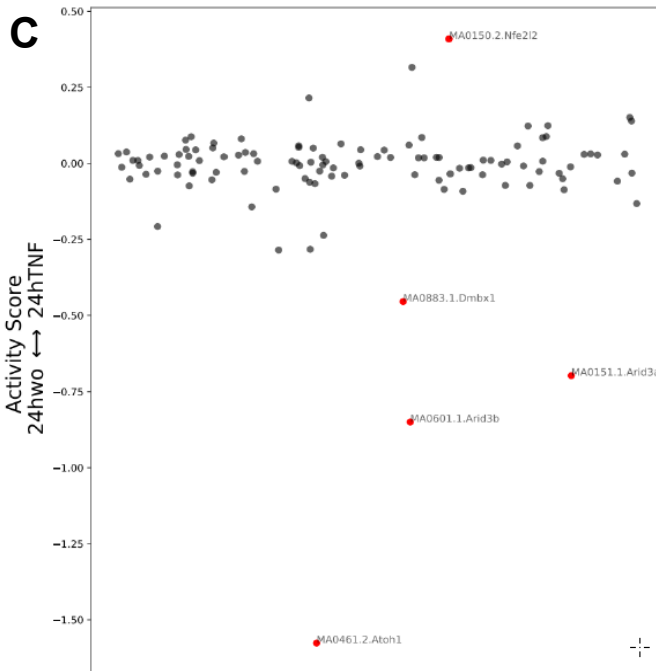 C
0.50
MA0150.2.Nfe2l2
0.25
0.00
−0.25
MA0883.1.Dmbx1
−0.50
MA0151.1.Arid3a
−0.75
MA0601.1.Arid3b
−1.00
−1.25
−1.50
MA0461.2.Atoh1
Activity Score
24hwo ⟷ 24hTNF